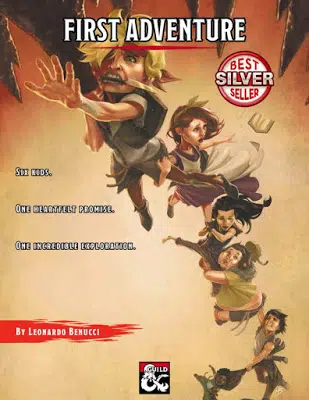 FIRST ADVENTURE
BEST
SILVER
SELLER
SIX KIDS.
ONE HEARTFELT PROMISE.
ONE INCREDIBLE EXPLORATION.
BY LEONARDO BENUCCI
GUILD